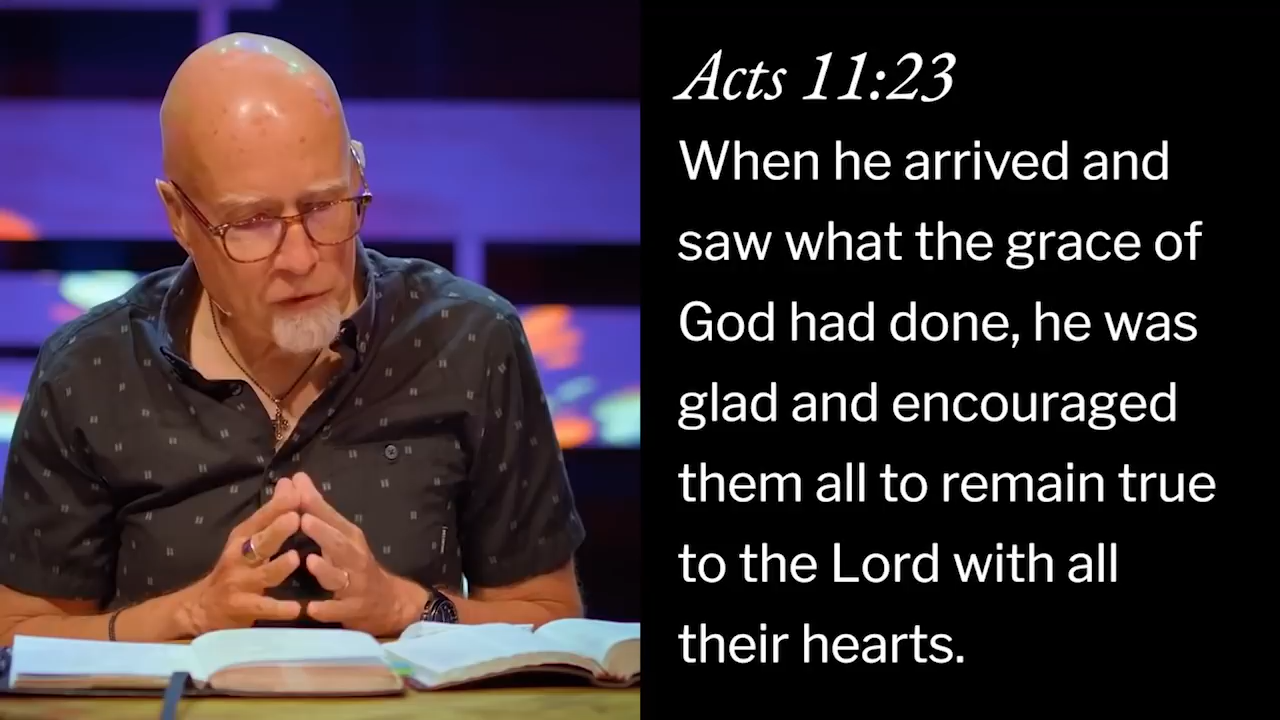 Acts 11:23
When he arrived and
saw what the grace of
God had done, he was
glad and encouraged
them all to remain true
to the Lord with all
their hearts.